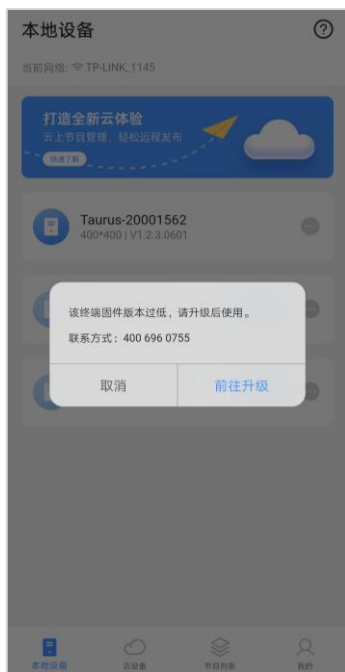 本地设备
当前网络: TP-LINK_1145
打造全新云体验
云上节目管理，轻松远程发布
快速了解
Taurus-20001562
400*400 | V1.2.3.0601
该终端固件版本过低，请升级后使用。
联系方式：400 696 0755
取消 前往升级
本地设备 云设备 节目列表 我的